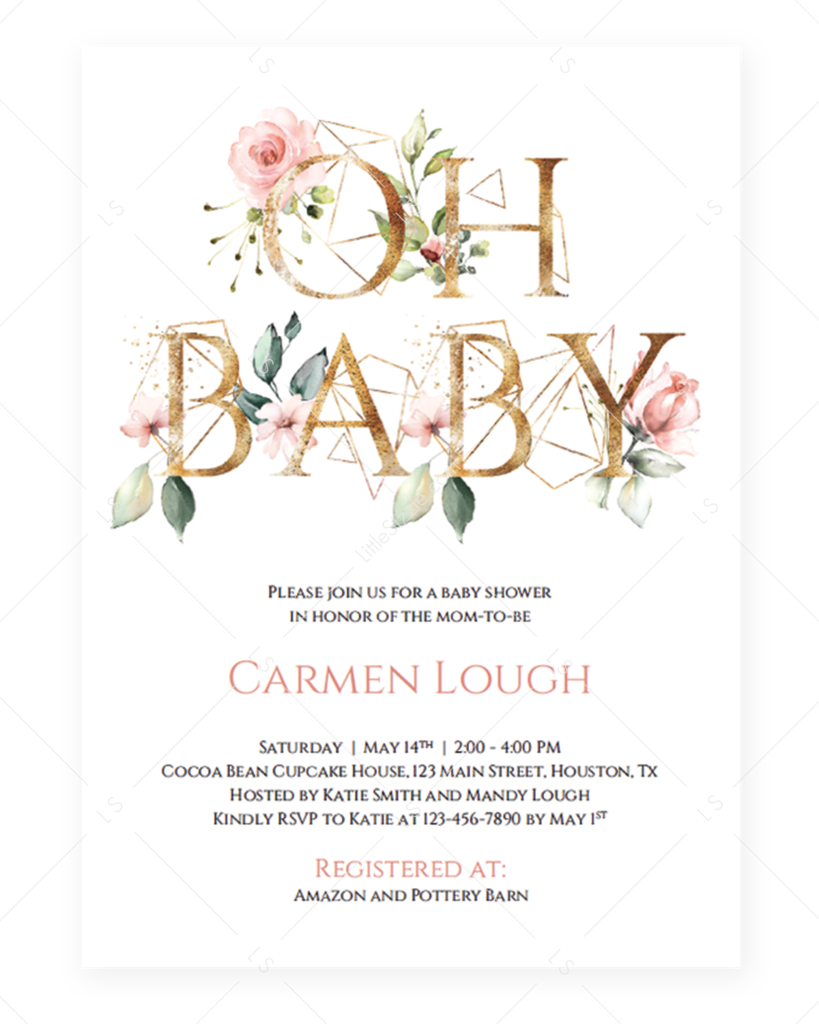 OH
BABY
PLEASE JOIN US FOR A BABY SHOWER
IN HONOR OF THE MOM-TO-BE
CARMEN LOUGH
SATURDAY | MAY 14TH | 2:00 - 4:00 PM
COCOA BEAN CUPCAKE HOUSE, 123 MAIN STREET, HOUSTON, TX
HOSTED BY KATIE SMITH AND MANDY LOUGH
KINDLY RSVP TO KATIE AT 123-456-7890 BY MAY 1ST
REGISTERED AT:
AMAZON AND POTTERY BARN